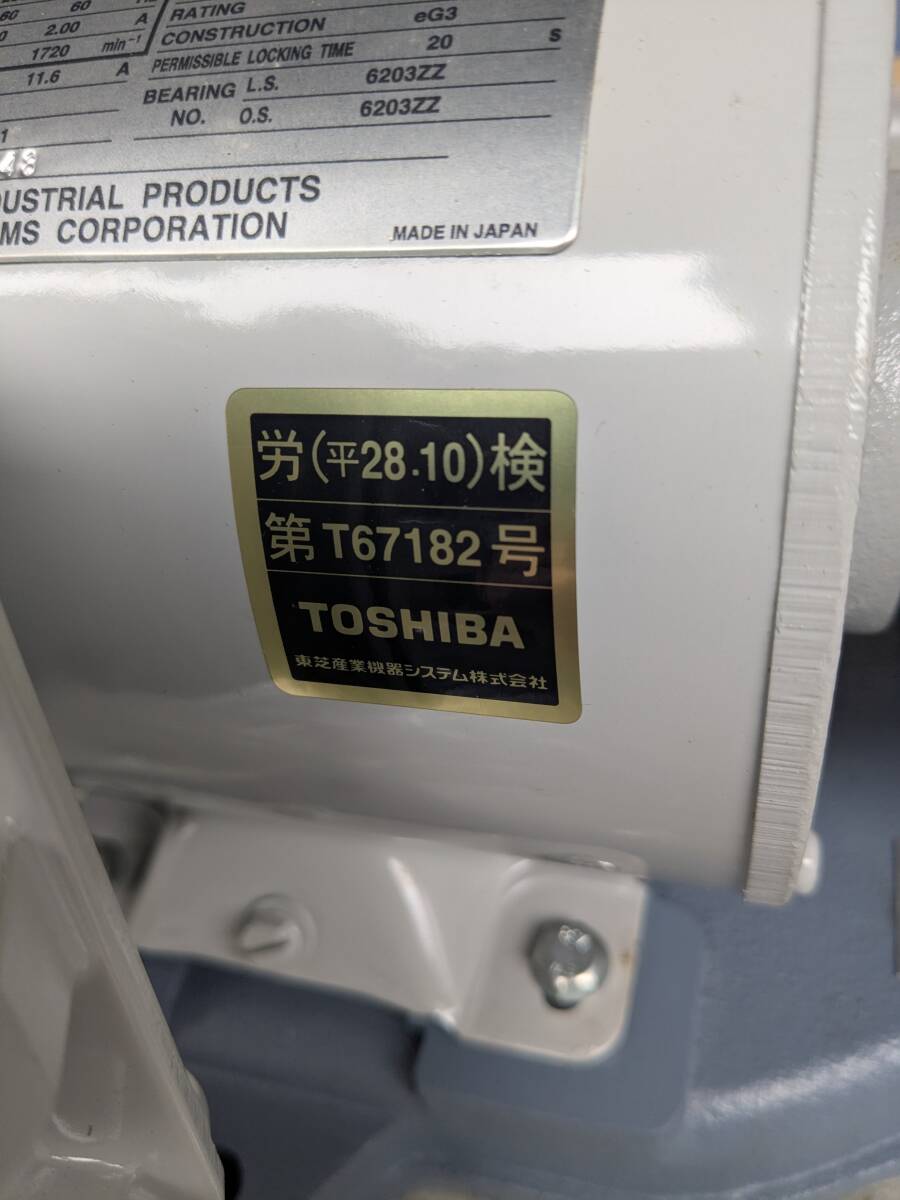 60 60
2.00 A
1720 min⁻¹
11.6 A
RATING
CONSTRUCTION eG3
PERMISSIBLE LOCKING TIME 20 s
BEARING NO. L.S. 6203ZZ
O.S. 6203ZZ
1
48
DUSTRIAL PRODUCTS
MS CORPORATION
MADE IN JAPAN
労(平28.10)検
第T67182号
TOSHIBA
東芝産業機器システム株式会社